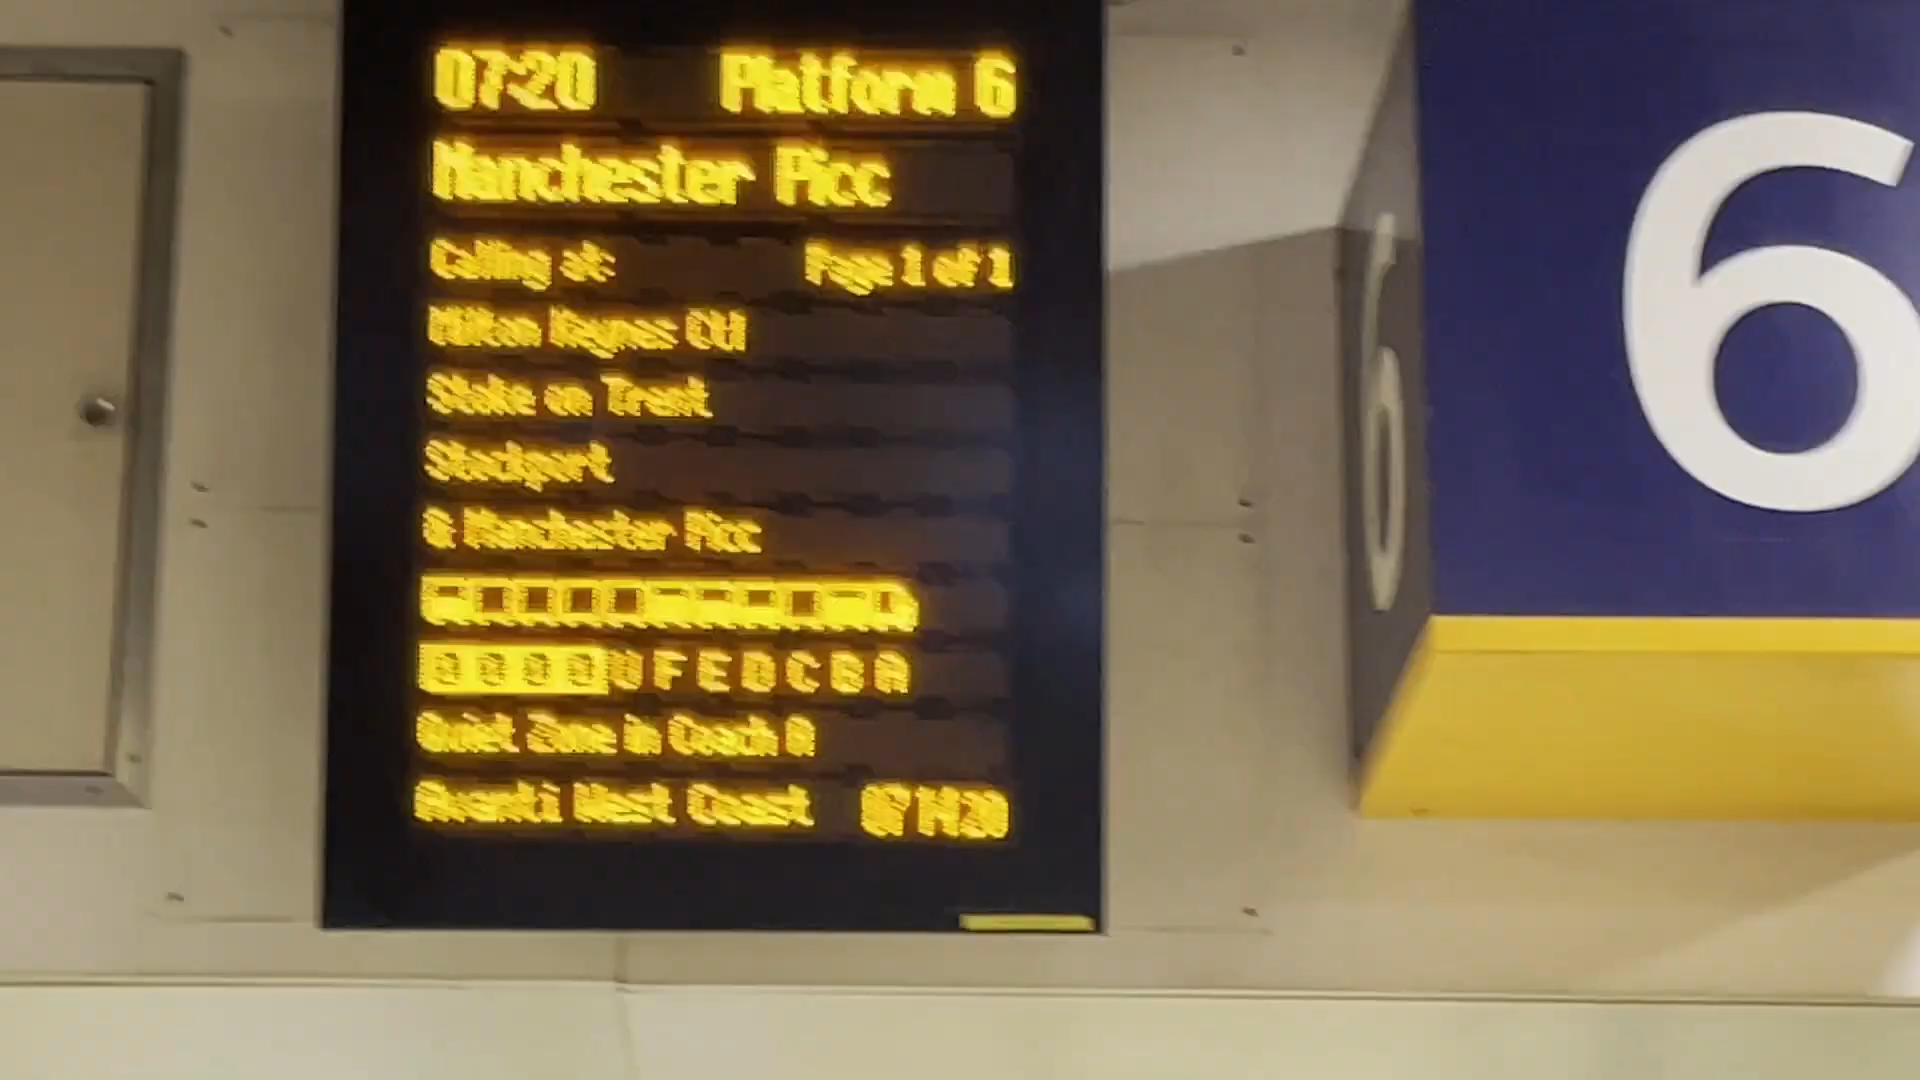 07:20 Platform 6
Manchester Picc
Calling at: Page 1 of 1
Milton Keynes Ctl
Stoke on Trent
Stockport
& Manchester Picc
U F E D C B A
Quiet Zone in Coach A
Avanti West Coast
6
6